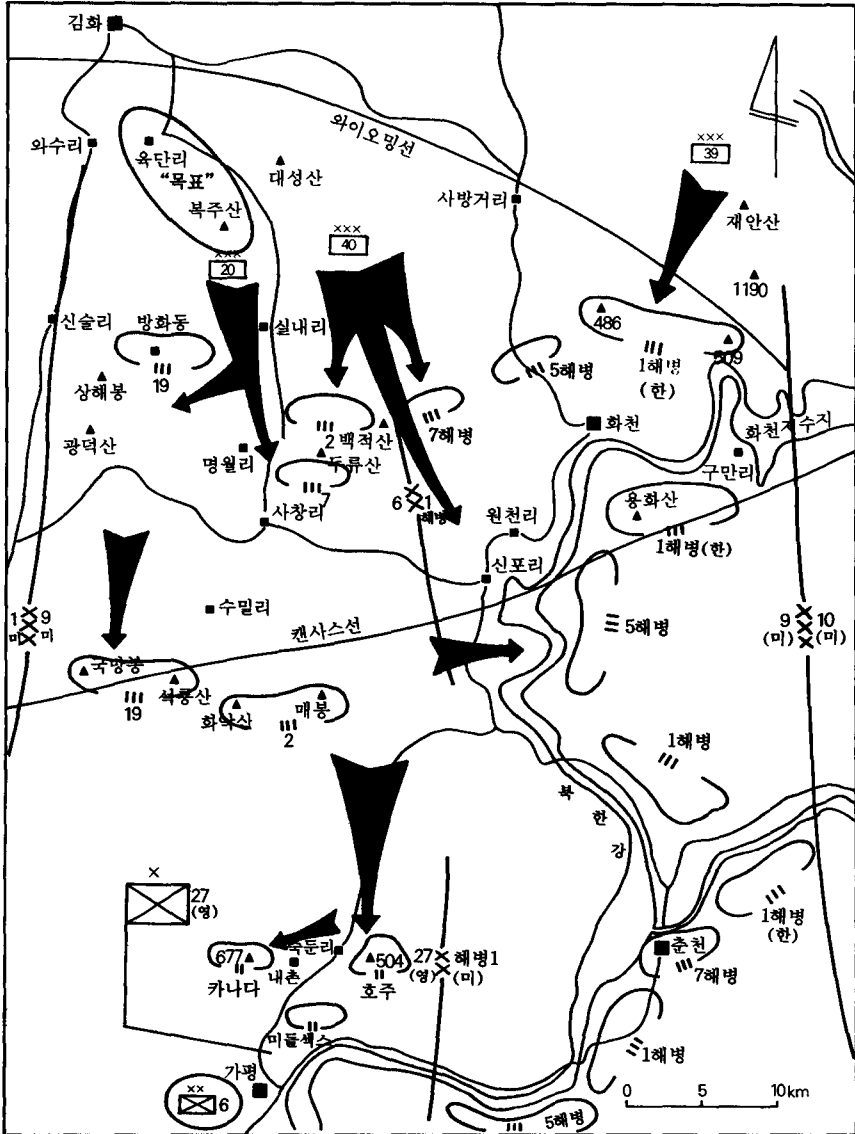 김화
와이오밍선
×××
39
와수리
육단리
“목표”
대성산
복주산
사방거리
재안산
×××
20
×××
40
1190
신술리
방화동
실내리
486
509
19
5해병
1해병
(한)
상해봉
광덕산
2
백적산
7해병
화천
화천저수지
명월리
두류산
구만리
7
6
1
해병
용화산
사창리
원천리
1해병(한)
신포리
1
미
9
미
수밀리
캔사스선
5해병
9
(미)
10
(미)
국망봉
석룡산
19
화악산
매봉
2
1해병
북
한
강
×
27
(영)
1해병
(한)
677
죽둔리
504
27
(영)
해병1
(미)
춘천
내촌
카나다
호주
7해병
미들섹스
1해병
가평
××
6
5해병
0 5 10km